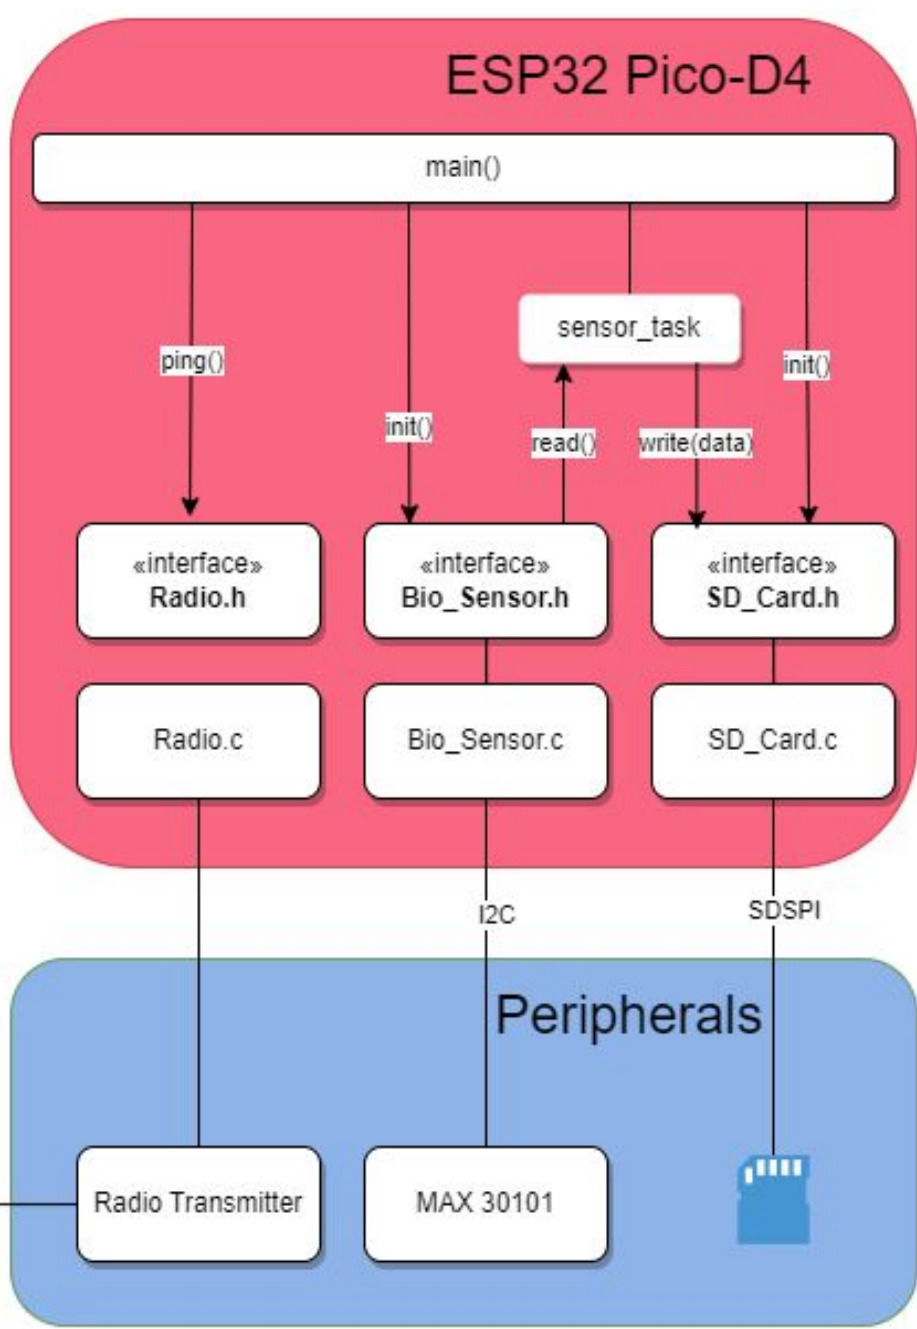 ESP32 Pico-D4
main()
sensor_task
ping()
init()
init()
read()
write(data)
«interface»
Radio.h
«interface»
Bio_Sensor.h
«interface»
SD_Card.h
Radio.c
Bio_Sensor.c
SD_Card.c
I2C
SDSPI
Peripherals
Radio Transmitter
MAX 30101